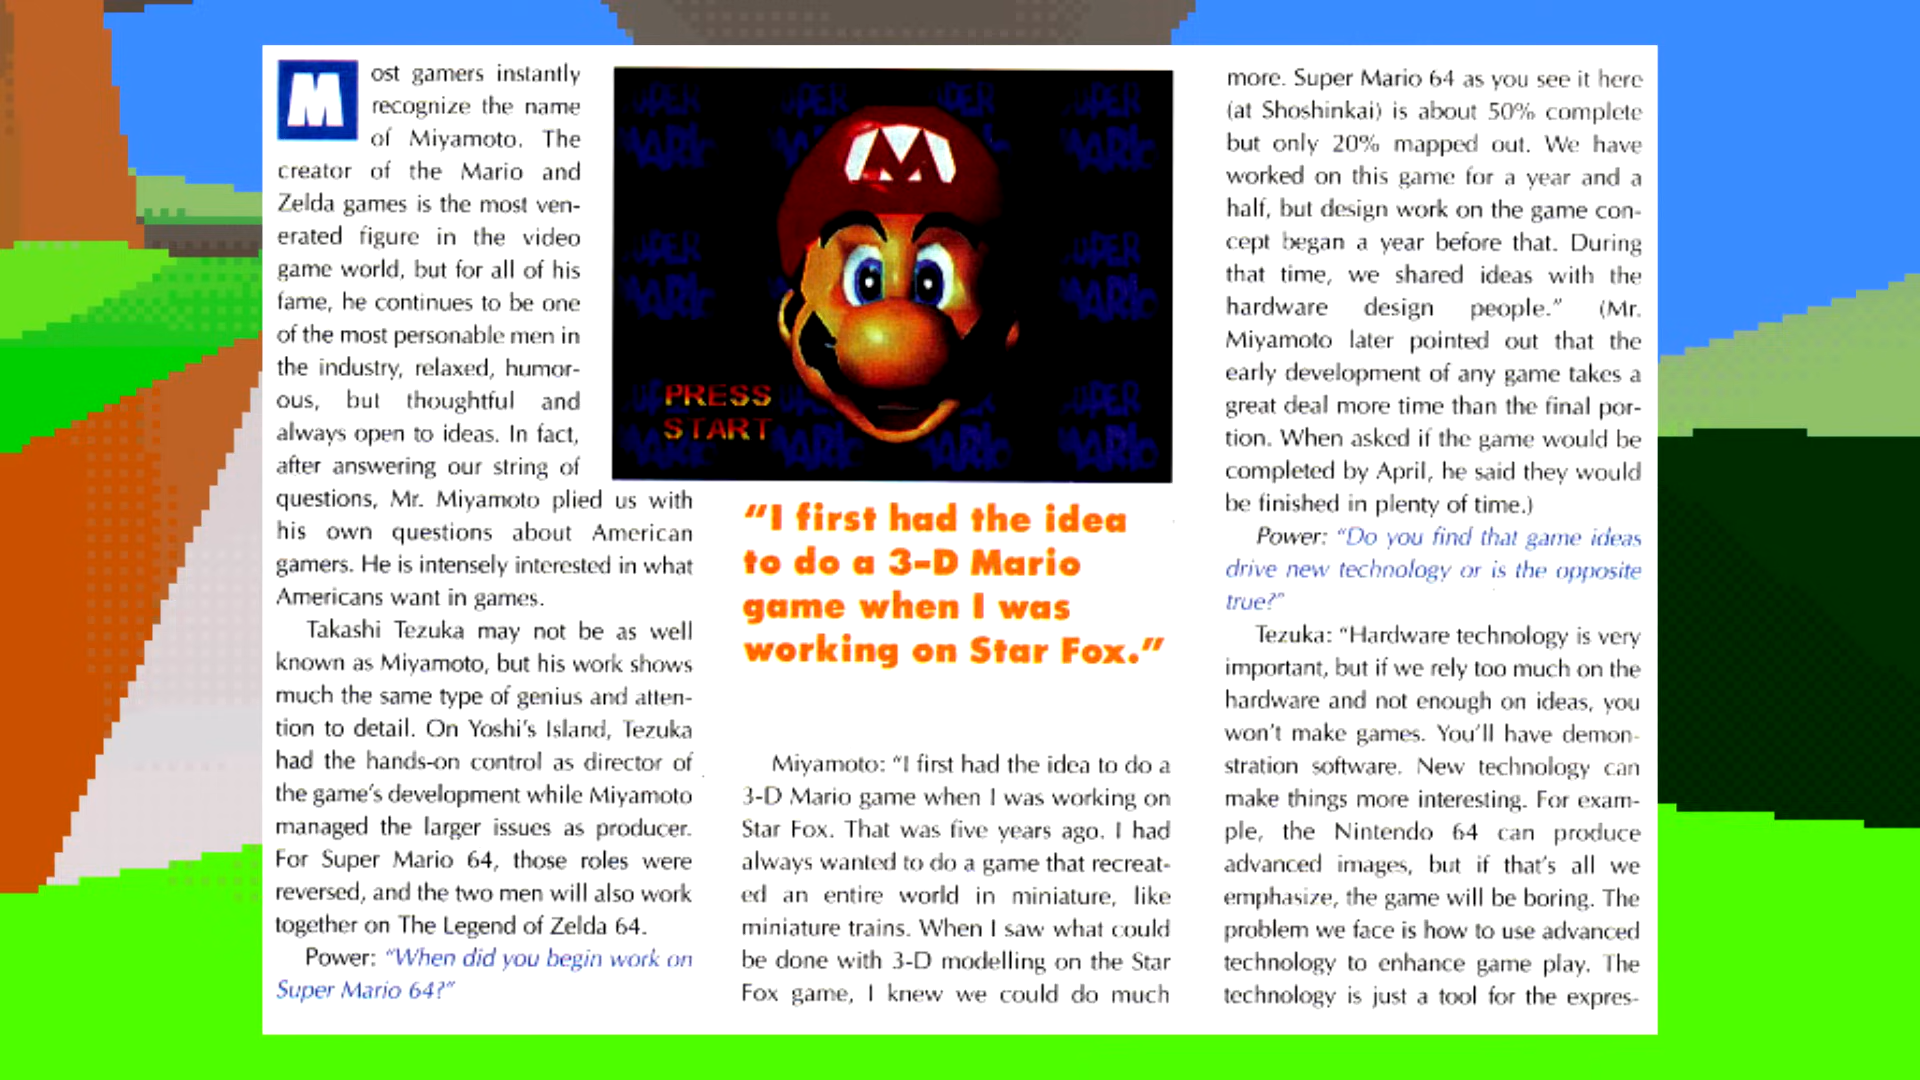 Most gamers instantly
recognize the name
of Miyamoto. The
creator of the Mario and
Zelda games is the most ven-
erated figure in the video
game world, but for all of his
fame, he continues to be one
of the most personable men in
the industry, relaxed, humor-
ous, but thoughtful and
always open to ideas. In fact,
after answering our string of
questions, Mr. Miyamoto plied us with
his own questions about American
gamers. He is intensely interested in what
Americans want in games.
Takashi Tezuka may not be as well
known as Miyamoto, but his work shows
much the same type of genius and atten-
tion to detail. On Yoshi's Island, Tezuka
had the hands-on control as director of
the game's development while Miyamoto
managed the larger issues as producer.
For Super Mario 64, those roles were
reversed, and the two men will also work
together on The Legend of Zelda 64.
Power: "When did you begin work on
Super Mario 64?"
M
SUPER MARIO
PRESS
START
"I first had the idea
to do a 3-D Mario
game when I was
working on Star Fox."
Miyamoto: "I first had the idea to do a
3-D Mario game when I was working on
Star Fox. That was five years ago. I had
always wanted to do a game that recreat-
ed an entire world in miniature, like
miniature trains. When I saw what could
be done with 3-D modelling on the Star
Fox game, I knew we could do much
more. Super Mario 64 as you see it here
(at Shoshinkai) is about 50% complete
but only 20% mapped out. We have
worked on this game for a year and a
half, but design work on the game con-
cept began a year before that. During
that time, we shared ideas with the
hardware design people." (Mr.
Miyamoto later pointed out that the
early development of any game takes a
great deal more time than the final por-
tion. When asked if the game would be
completed by April, he said they would
be finished in plenty of time.)
Power: "Do you find that game ideas
drive new technology or is the opposite
true?"
Tezuka: "Hardware technology is very
important, but if we rely too much on the
hardware and not enough on ideas, you
won't make games. You'll have demon-
stration software. New technology can
make things more interesting. For exam-
ple, the Nintendo 64 can produce
advanced images, but if that's all we
emphasize, the game will be boring. The
problem we face is how to use advanced
technology to enhance game play. The
technology is just a tool for the expres-